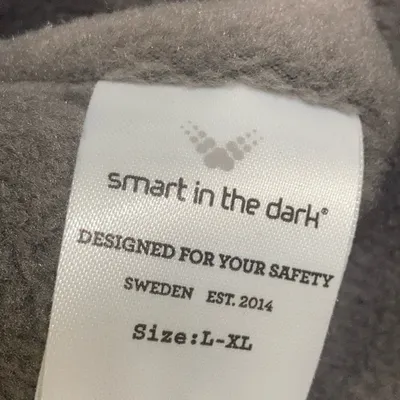 smart in the dark®
DESIGNED FOR YOUR SAFETY
SWEDEN EST. 2014
Size:L-XL